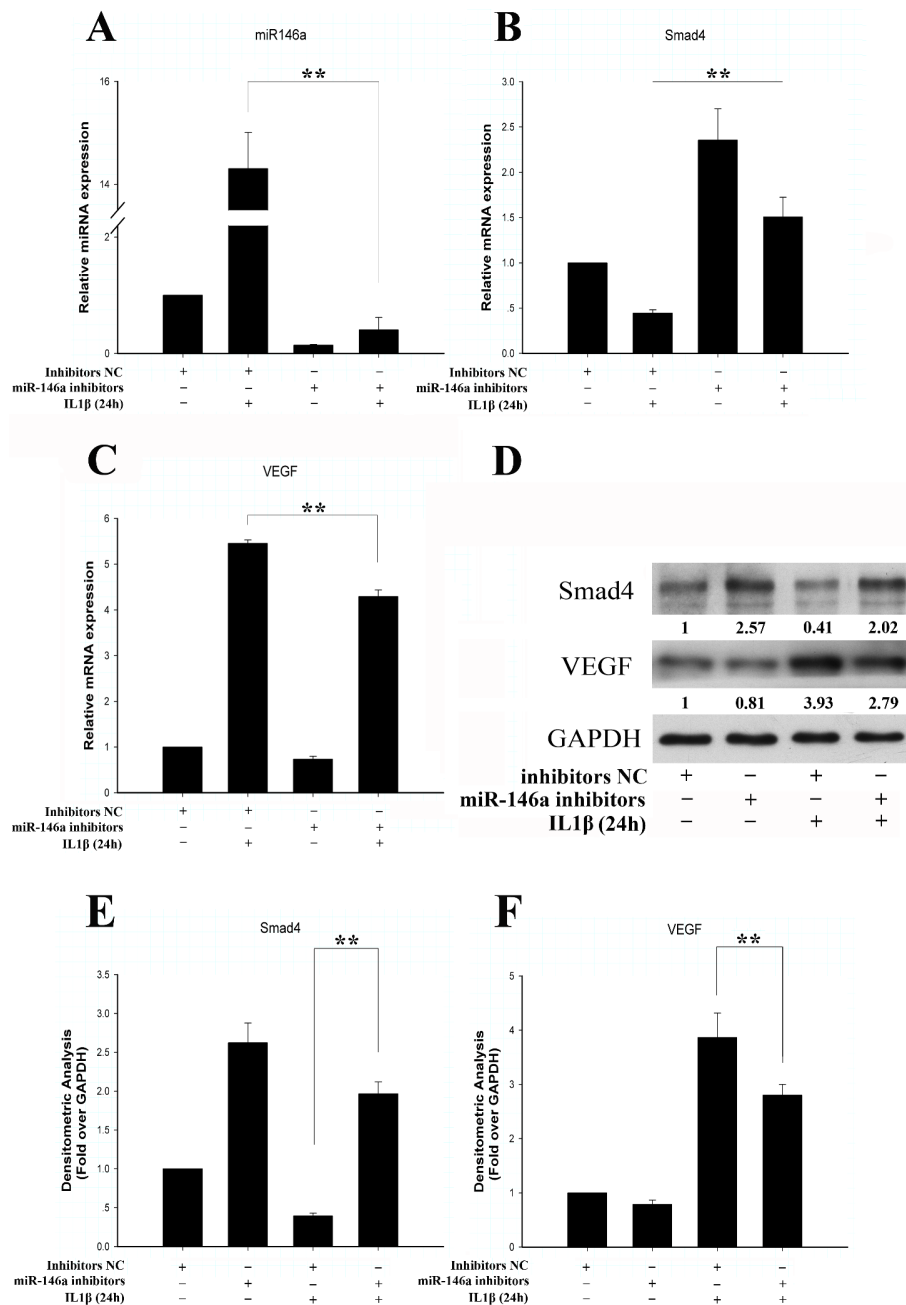 A
miR146a
**
Relative miRNA expression
16
14
2
1
0
Inhibitors NC + + – –
miR-146a inhibitors – – + +
IL1β (24h) – + – +
B
Smad4
**
Relative mRNA expression
3.0
2.5
2.0
1.5
1.0
.5
0.0
Inhibitors NC + + – –
miR-146a inhibitors – – + +
IL1β (24h) – + – +
C
VEGF
**
Relative mRNA expression
6
5
4
3
2
1
0
Inhibitors NC + + – –
miR-146a inhibitors – – + +
IL1β (24h) – + – +
D
Smad4
1 2.57 0.41 2.02
VEGF
1 0.81 3.93 2.79
GAPDH
inhibitors NC + – + –
miR-146a inhibitors – + – +
IL1β (24h) – – + +
E
Smad4
**
Densitometric Analysis
(Fold over GAPDH)
3.5
3.0
2.5
2.0
1.5
1.0
.5
0.0
Inhibitors NC + – + –
miR-146a inhibitors – + – +
IL1β (24h) – – + +
F
VEGF
**
Densitometric Analysis
(Fold over GAPDH)
5
4
3
2
1
0
Inhibitors NC + – + –
miR-146a inhibitors – + – +
IL1β (24h) – – + +